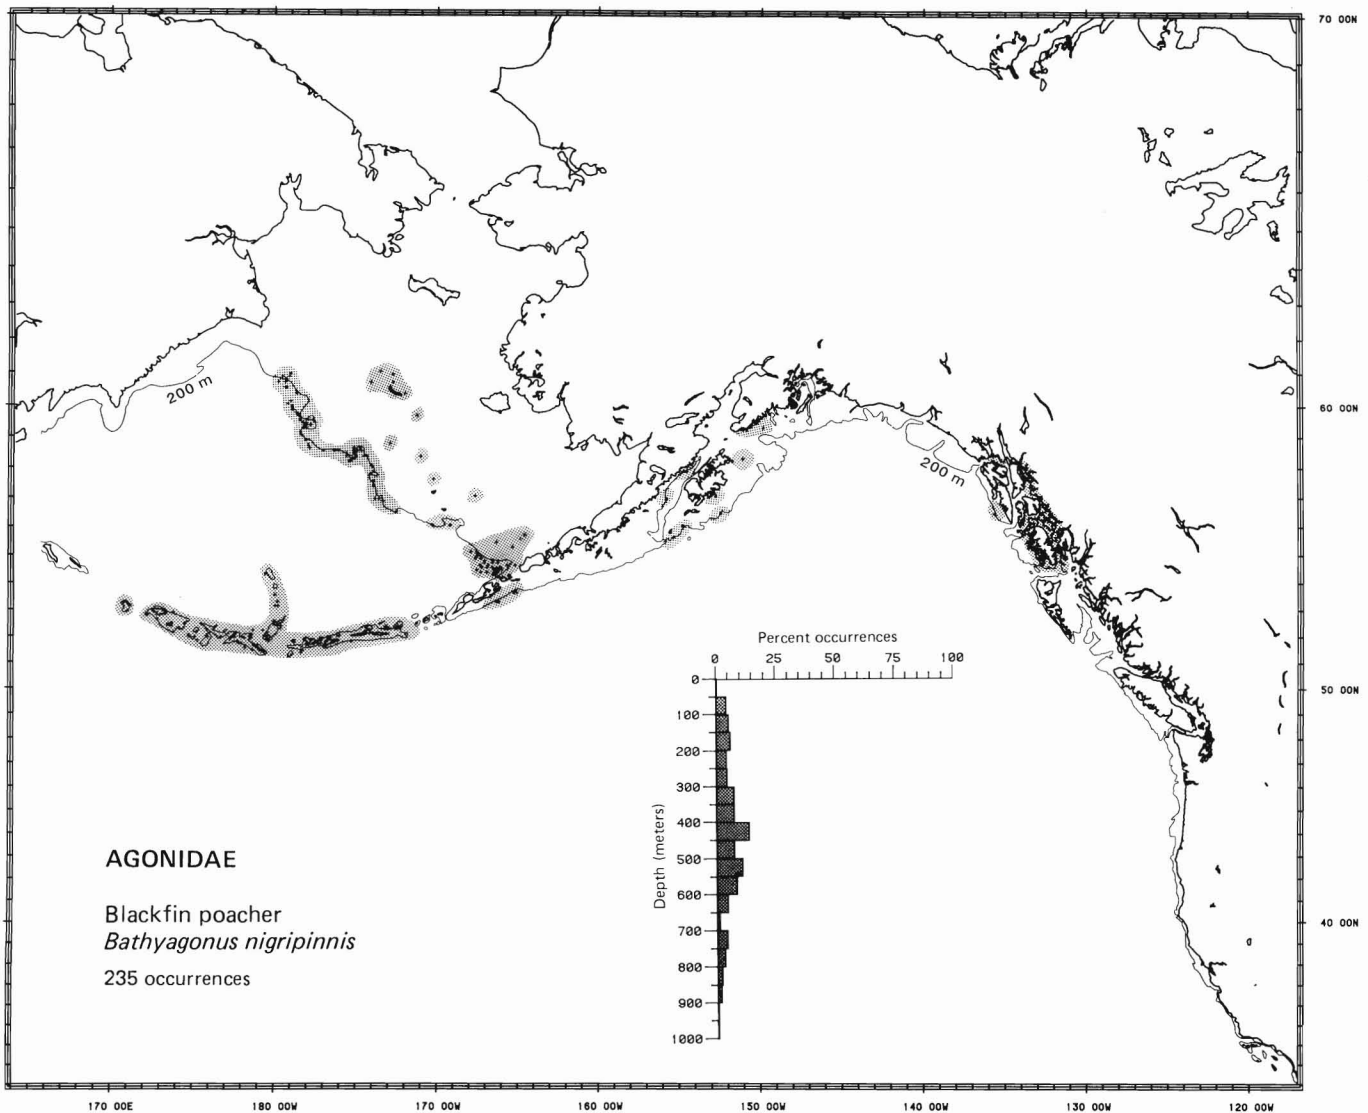 70 00N
200 m
60 00N
200 m
Percent occurrences
0 25 50 75 100
50 00N
0
100
200
300
400
500
600
700
800
900
1000
Depth (meters)
AGONIDAE
Blackfin poacher
Bathyagonus nigripinnis
235 occurrences
40 00N
170 00E 180 00W 170 00W 160 00W 150 00W 140 00W 130 00W 120 00W